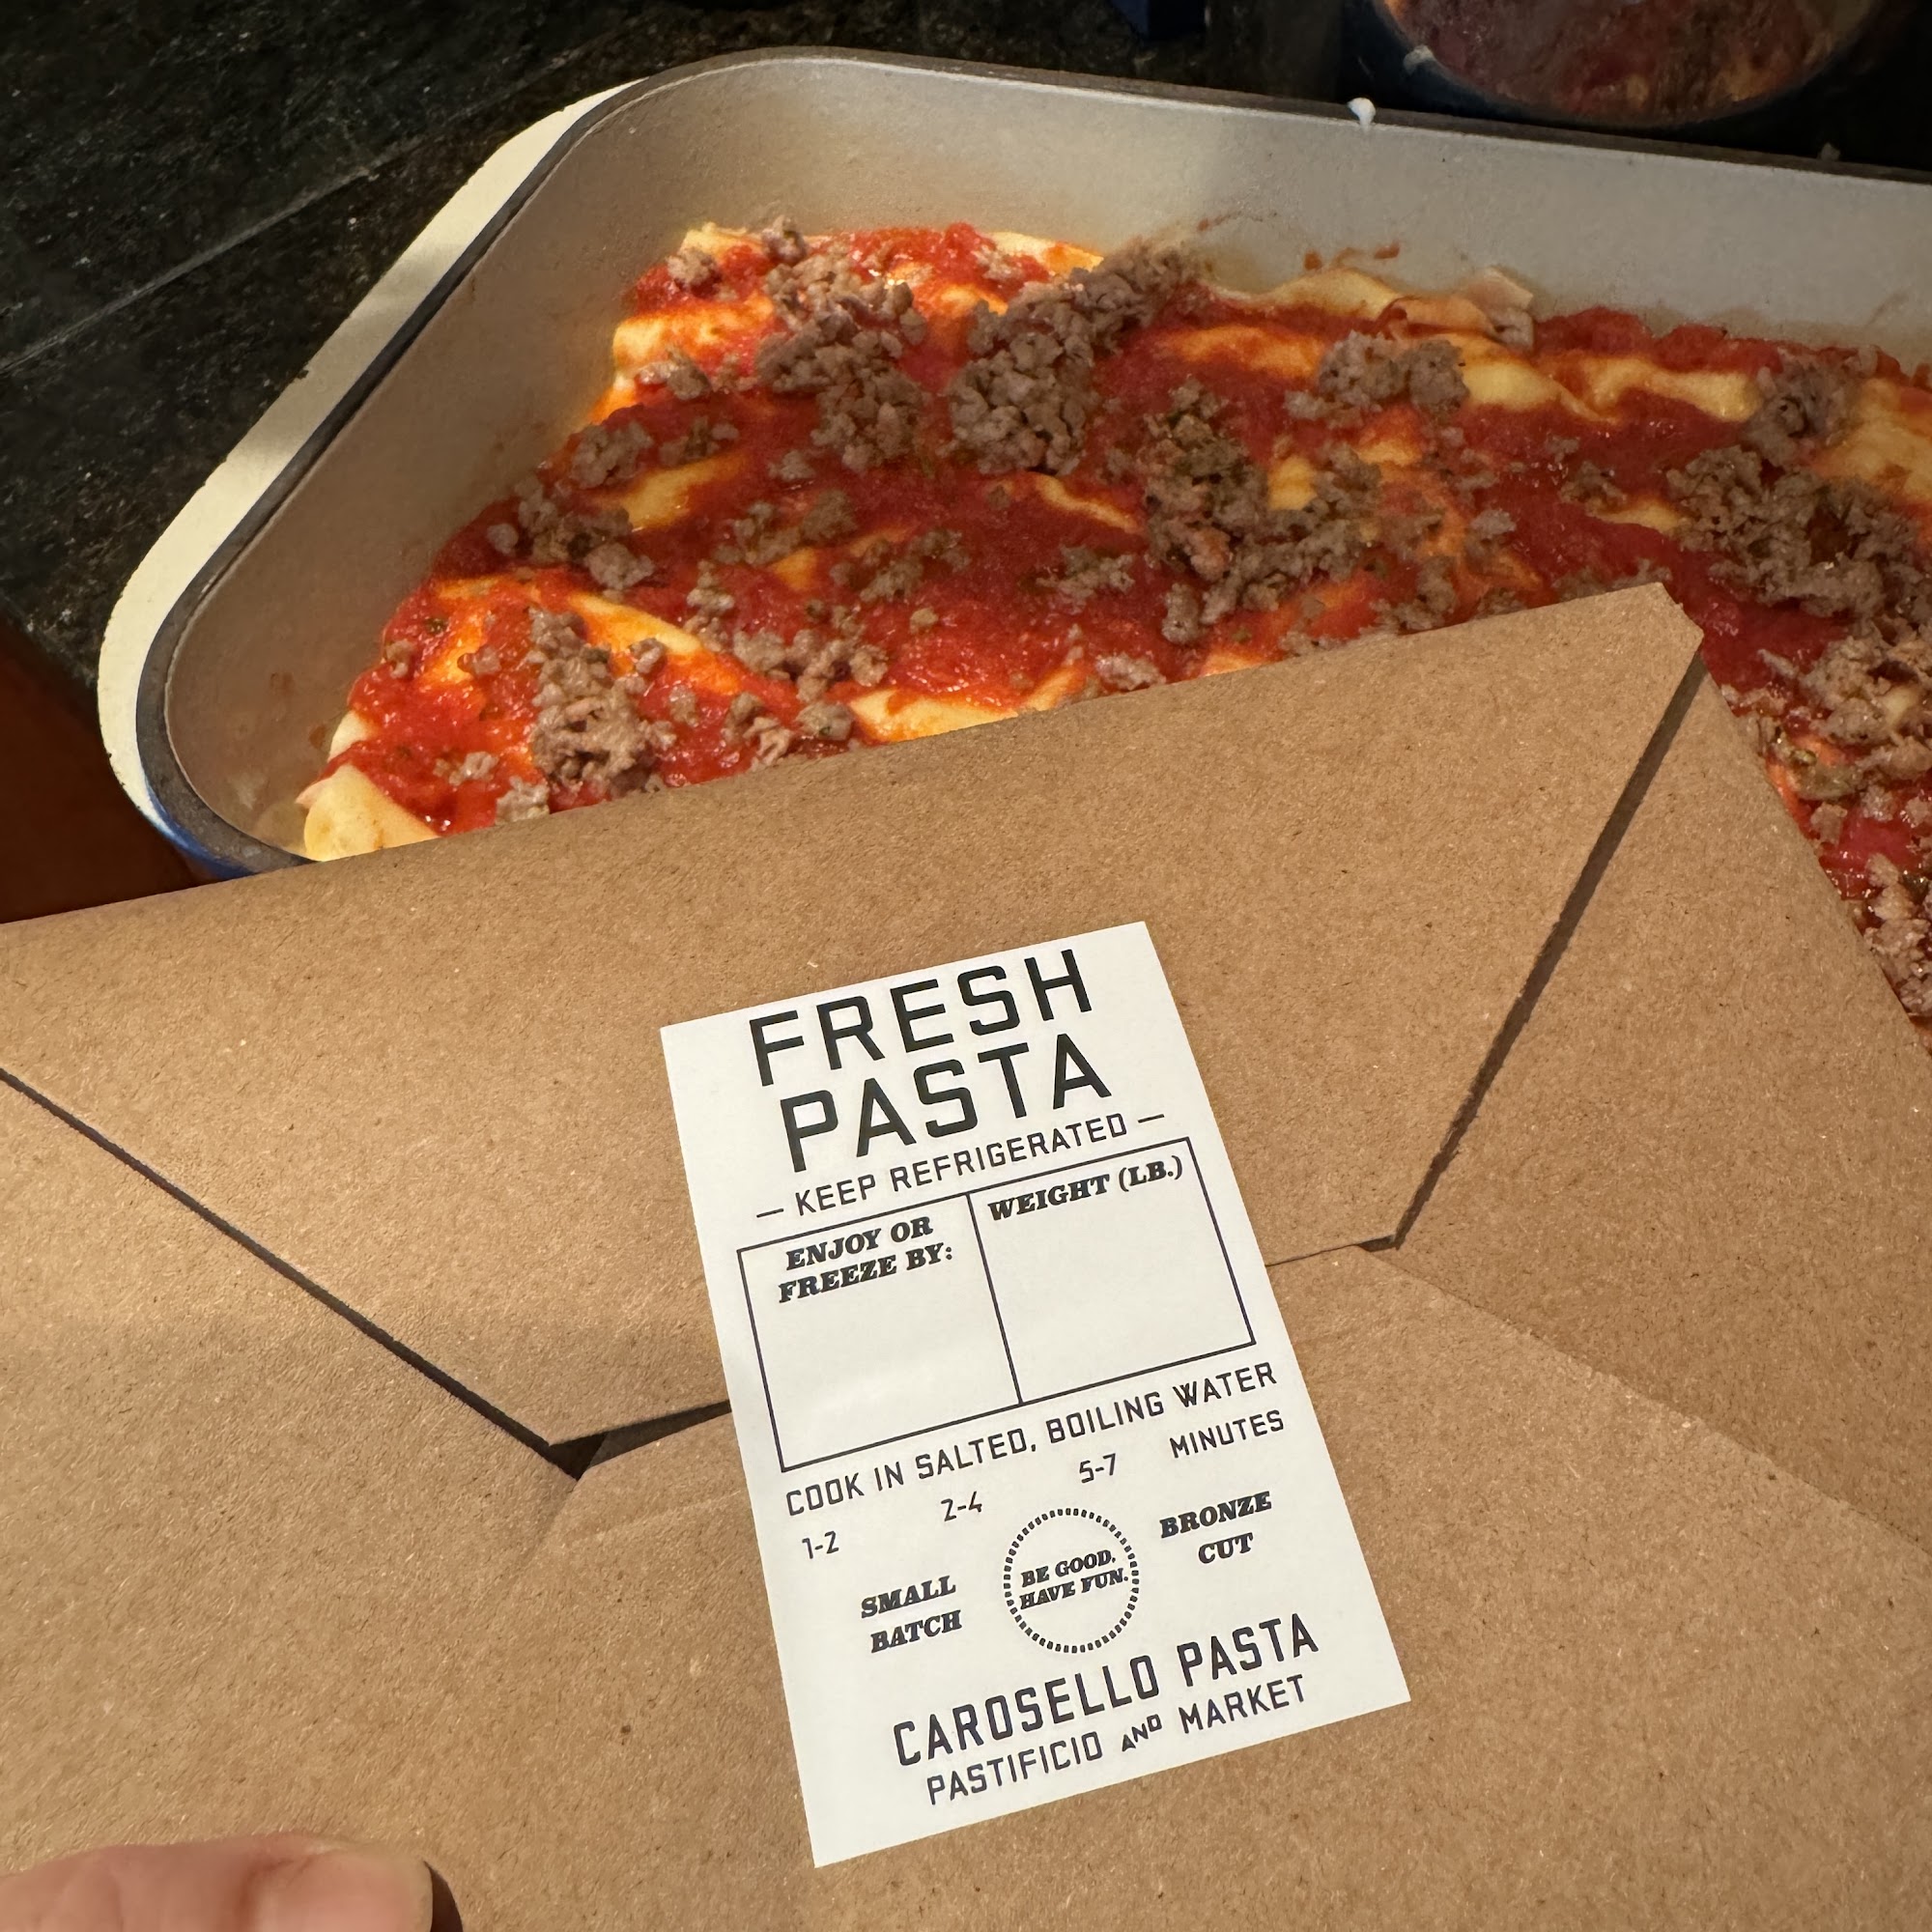 FRESH
PASTA
— KEEP REFRIGERATED —
ENJOY OR
FREEZE BY:
WEIGHT (LB.)
COOK IN SALTED, BOILING WATER
1-2 2-4 5-7 MINUTES
SMALL
BATCH
BE GOOD.
HAVE FUN.
BRONZE
CUT
CAROSELLO PASTA
PASTIFICIO AND MARKET